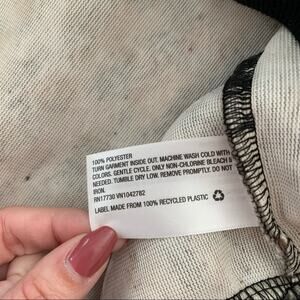 100% POLYESTER
TURN GARMENT INSIDE OUT. MACHINE WASH COLD WITH
COLORS. GENTLE CYCLE. ONLY NON-CHLORINE BLEACH
NEEDED. TUMBLE DRY LOW. REMOVE PROMPTLY. DO NOT
IRON.
RN17730 VN1042782
LABEL MADE FROM 100% RECYCLED PLASTIC